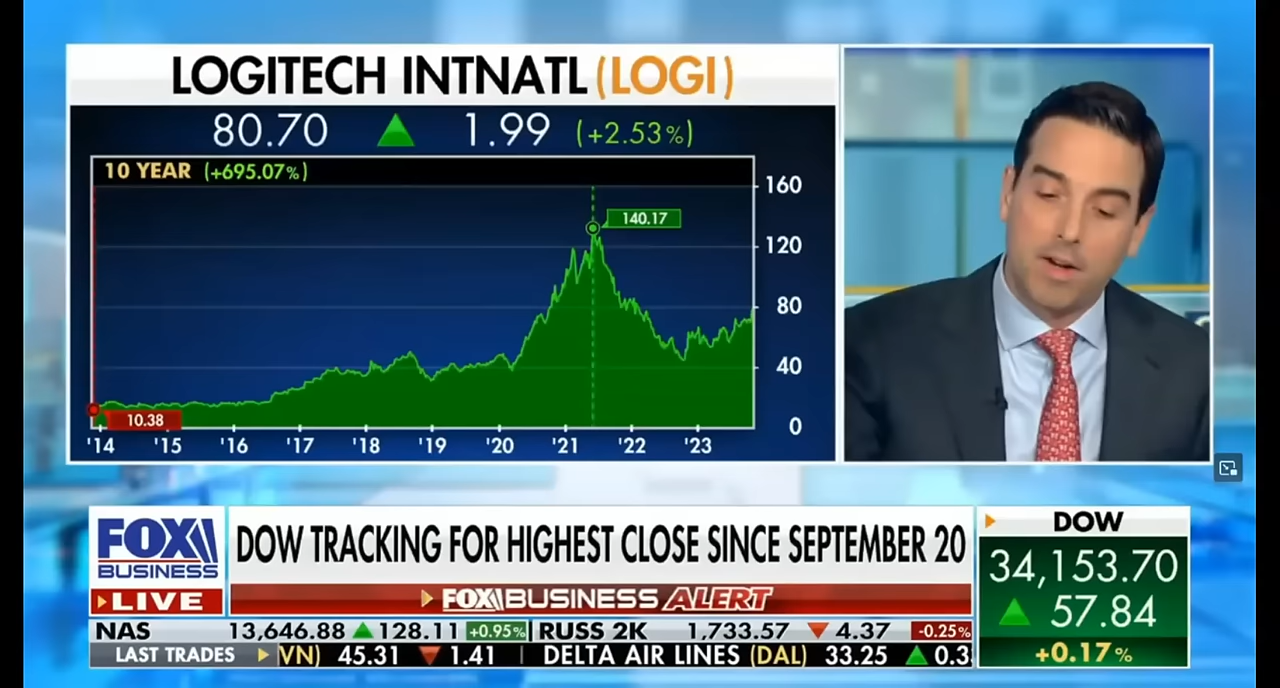 LOGITECH INTNATL (LOGI)
80.70 ▲ 1.99 (+2.53%)
10 YEAR (+695.07%)
160
140.17
120
80
40
10.38
0
'14 '15 '16 '17 '18 '19 '20 '21 '22 '23
FOX BUSINESS
LIVE
DOW TRACKING FOR HIGHEST CLOSE SINCE SEPTEMBER 20
FOX BUSINESS ALERT
DOW
34,153.70
▲ 57.84
+0.17%
NAS 13,646.88 ▲ 128.11 +0.95% RUSS 2K 1,733.57 ▼ 4.37 -0.25%
LAST TRADES VN) 45.31 ▼ 1.41 DELTA AIR LINES (DAL) 33.25 ▲ 0.3